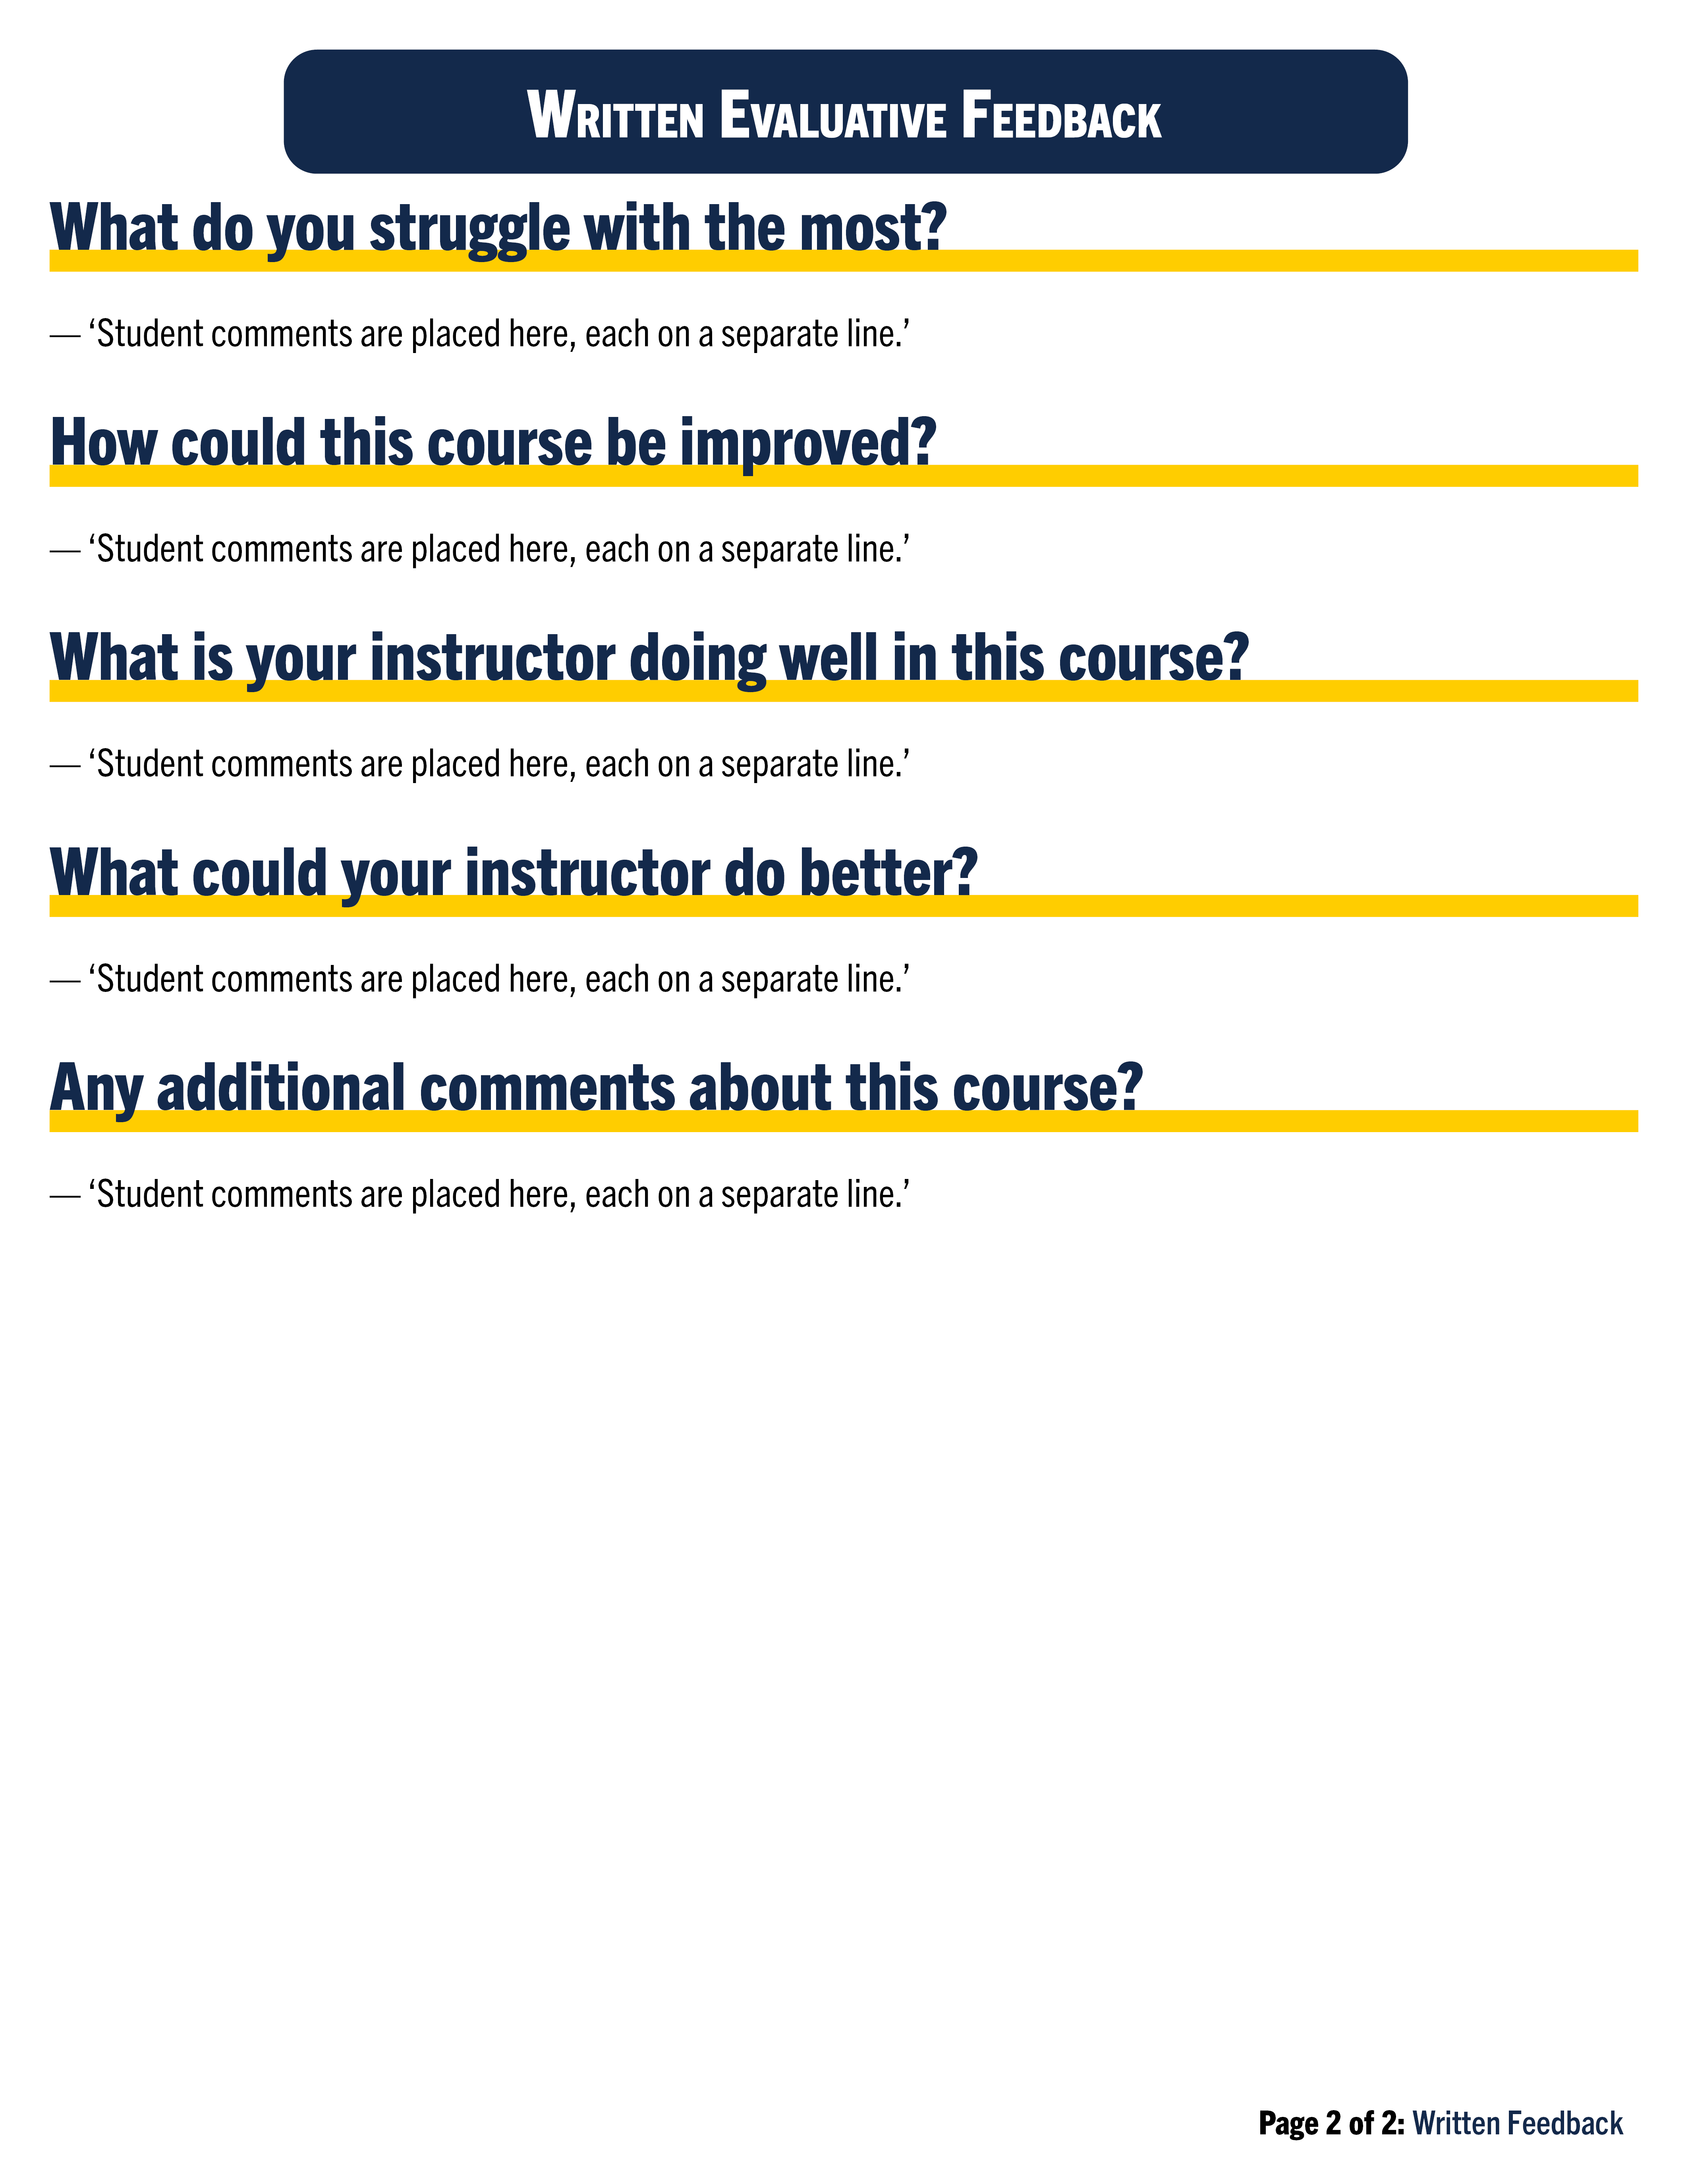 Written Evaluative Feedback
What do you struggle with the most?
— ‘Student comments are placed here, each on a separate line.’
How could this course be improved?
— ‘Student comments are placed here, each on a separate line.’
What is your instructor doing well in this course?
— ‘Student comments are placed here, each on a separate line.’
What could your instructor do better?
— ‘Student comments are placed here, each on a separate line.’
Any additional comments about this course?
— ‘Student comments are placed here, each on a separate line.’
Page 2 of 2: Written Feedback